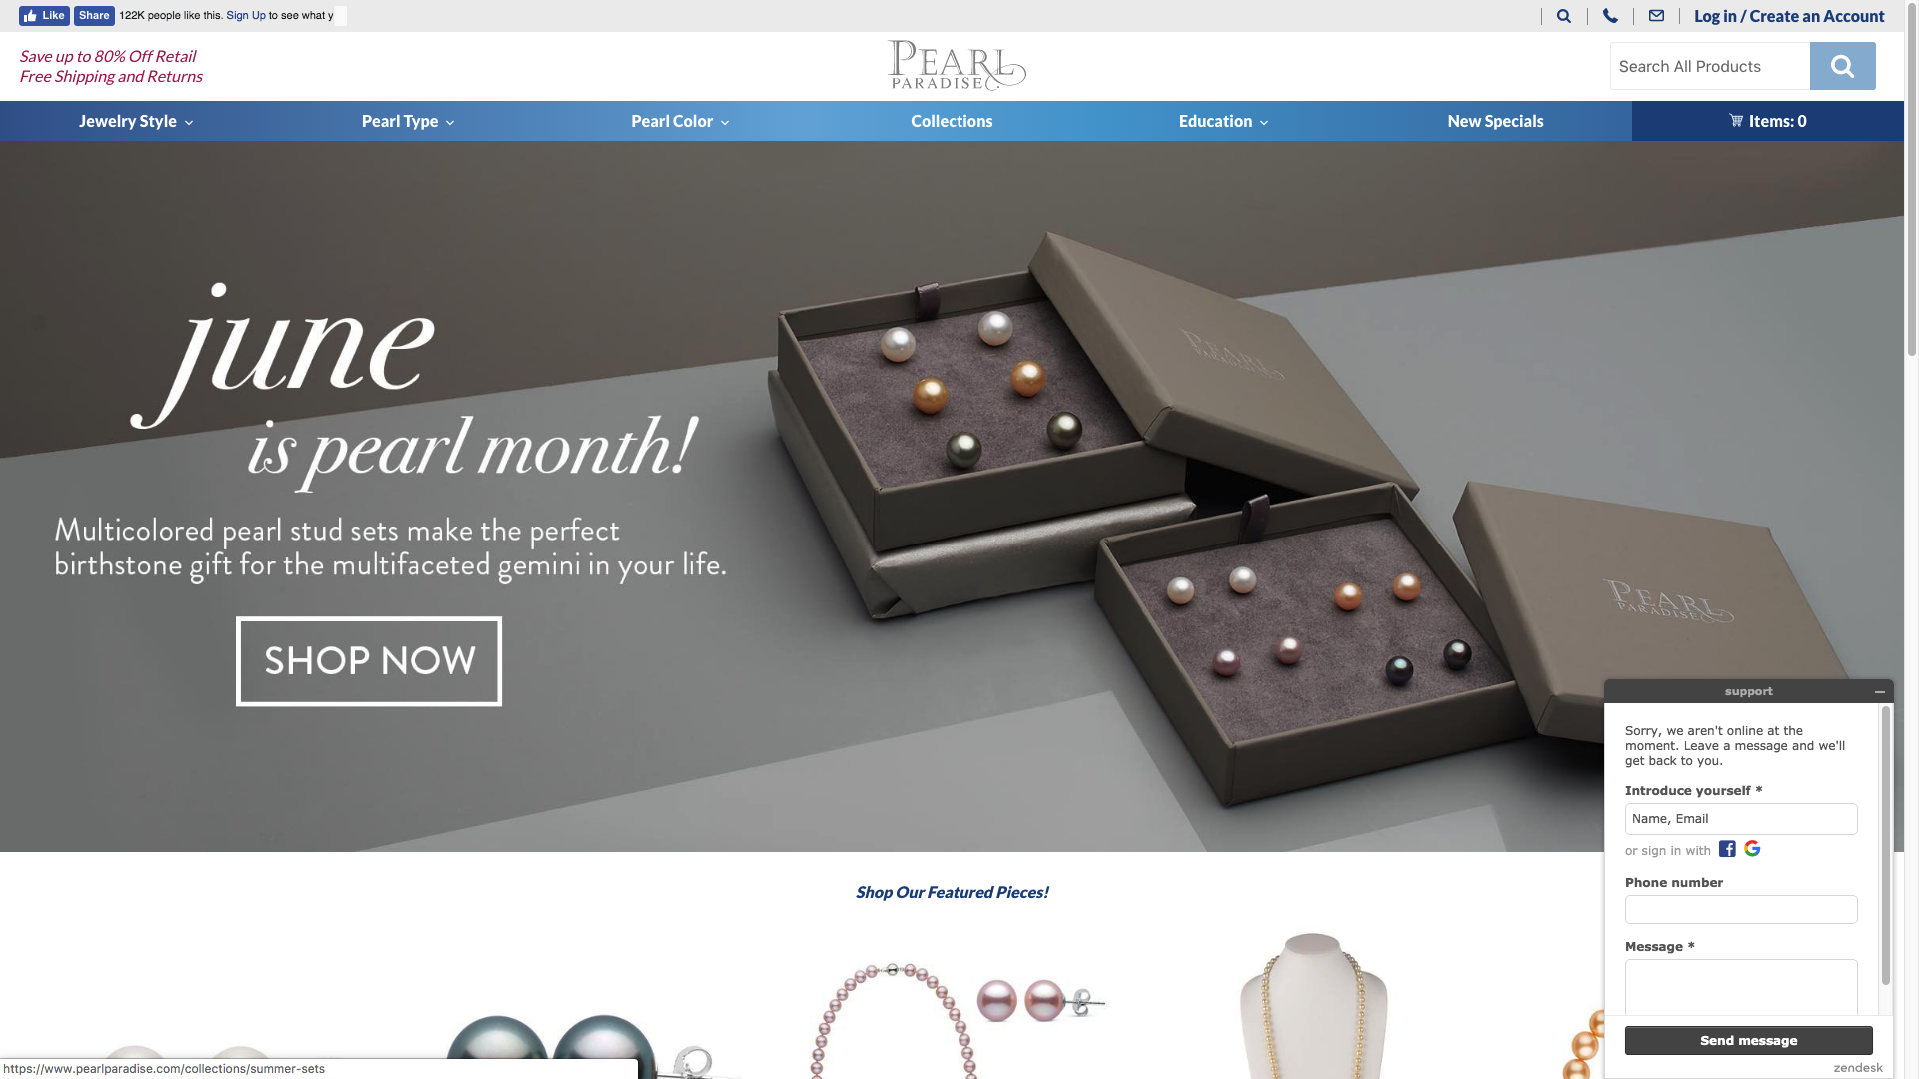 Like
Share
122K people like this. Sign Up to see what y
Log in / Create an Account
Save up to 80% Off Retail
Free Shipping and Returns
PEARL
PARADISE
Search All Products
Jewelry Style
Pearl Type
Pearl Color
Collections
Education
New Specials
Items: 0
june
is pearl month!
Multicolored pearl stud sets make the perfect
birthstone gift for the multifaceted gemini in your life.
SHOP NOW
PEARL
PARADISE
PEARL
PARADISE
support
Sorry, we aren't online at the
moment. Leave a message and we'll
get back to you.
Introduce yourself *
Name, Email
or sign in with
Phone number
Message *
Send message
zendesk
Shop Our Featured Pieces!
https://www.pearlparadise.com/collections/summer-sets